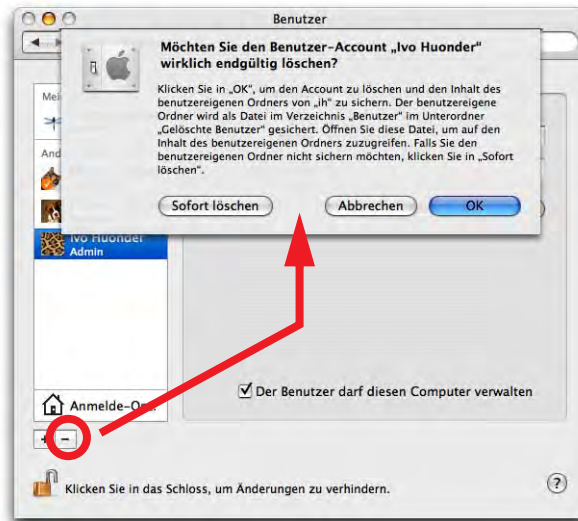 Benutzer
Möchten Sie den Benutzer-Account „Ivo Huonder“
wirklich endgültig löschen?
Klicken Sie in „OK“, um den Account zu löschen und den Inhalt des
benutzereigenen Ordners von „ih“ zu sichern. Der benutzereigene
Ordner wird als Datei im Verzeichnis „Benutzer“ im Unterordner
„Gelöschte Benutzer“ gesichert. Öffnen Sie diese Datei, um auf den
Inhalt des benutzereigenen Ordners zuzugreifen. Falls Sie den
benutzereigenen Ordner nicht sichern möchten, klicken Sie in „Sofort
löschen“.
Sofort löschen Abbrechen OK
Mei
And
Ivo Huonder
Admin
Der Benutzer darf diesen Computer verwalten
Anmelde-Op
+ −
Klicken Sie in das Schloss, um Änderungen zu verhindern.
?